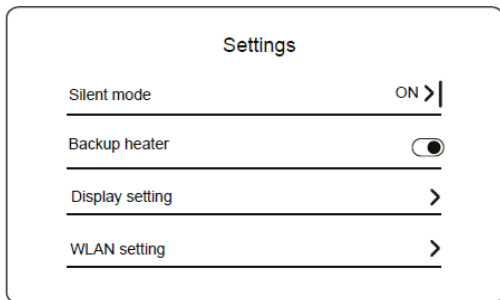 Settings
Silent mode ON
Backup heater
Display setting
WLAN setting